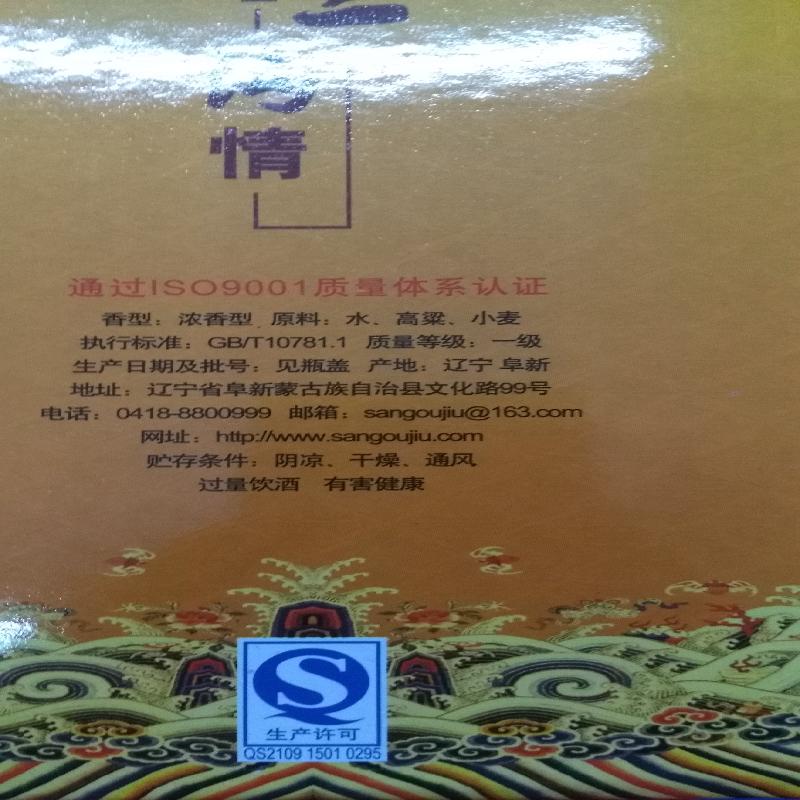 情
通过ISO9001质量体系认证
香型：浓香型 原料：水、高粱、小麦
执行标准：GB/T10781.1 质量等级：一级
生产日期及批号：见瓶盖 产地：辽宁 阜新
地址：辽宁省阜新蒙古族自治县文化路99号
电话：0418-8800999 邮箱：sangoujiu@163.com
网址：http://www.sangoujiu.com
贮存条件：阴凉、干燥、通风
过量饮酒 有害健康
生产许可
QS2109 1501 0295